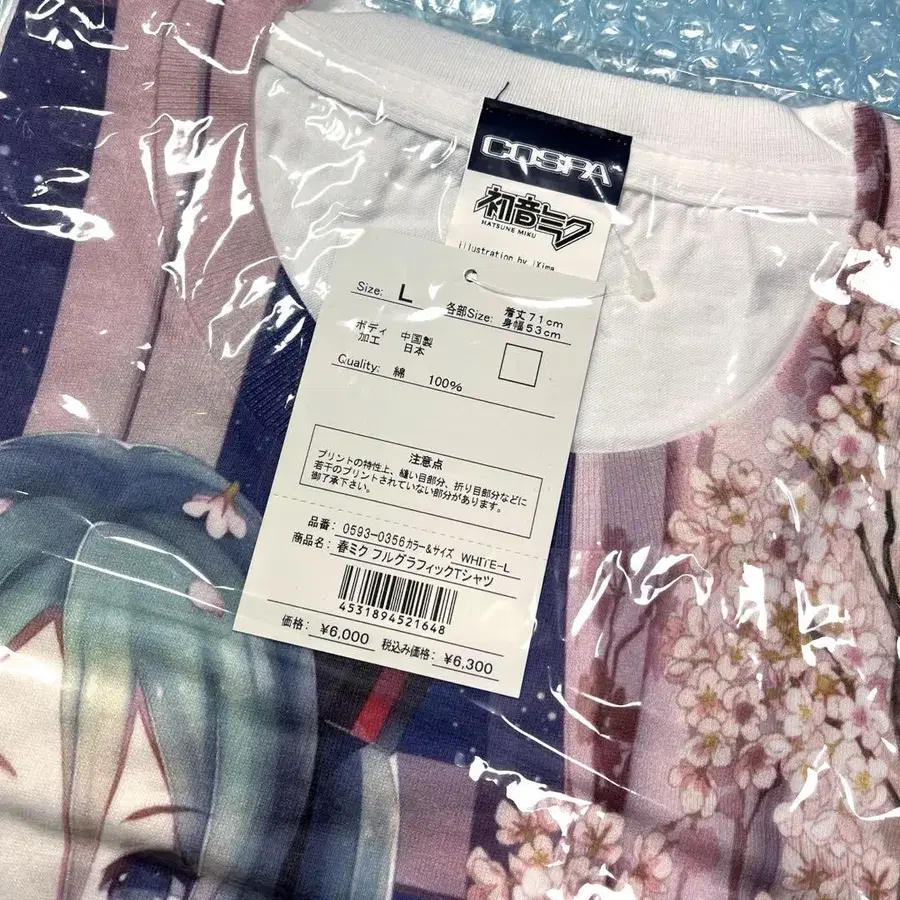 COSPA
初音ミク
HATSUNE MIKU
illustration by iXima
Size: L 各部Size: 着丈71cm
身幅53cm
ボディ 中国製
加工 日本
Quality: 綿 100%
注意点
プリントの特性上、縫い目部分、折り目部分などに
若干のプリントされていない部分があります。
御了承下さい。
品番: 0593-0356カラー&サイズ WHITE-L
商品名: 春ミク フルグラフィックTシャツ
4531894521648
価格: ¥6,000 税込み価格: ¥6,300